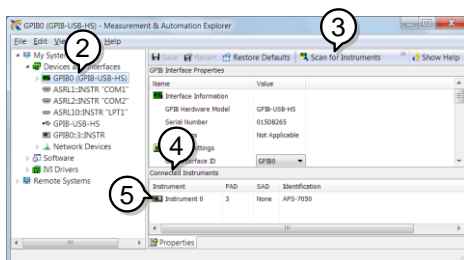 GPIB0 (GPIB-USB-HS) - Measurement & Automation Explorer
3
File Edit Help
2
Save Revert Restore Defaults Scan for Instruments » Show Help
My System
Devices and Interfaces
GPIB0 (GPIB-USB-HS)
ASRL1::INSTR "COM1"
ASRL2::INSTR "COM2"
ASRL10::INSTR "LPT1"
GPIB-USB-HS
GPIB0::3::INSTR
Network Devices
Software
IVI Drivers
Remote Systems
GPIB Interface Properties
Name Value
Interface Information
GPIB Hardware Model GPIB-USB-HS
Serial Number 015D8265
Not Applicable
GPIB0
4
Connected Instruments
Instrument PAD SAD Identification
5
Instrument 0 3 None APS-7050
Properties